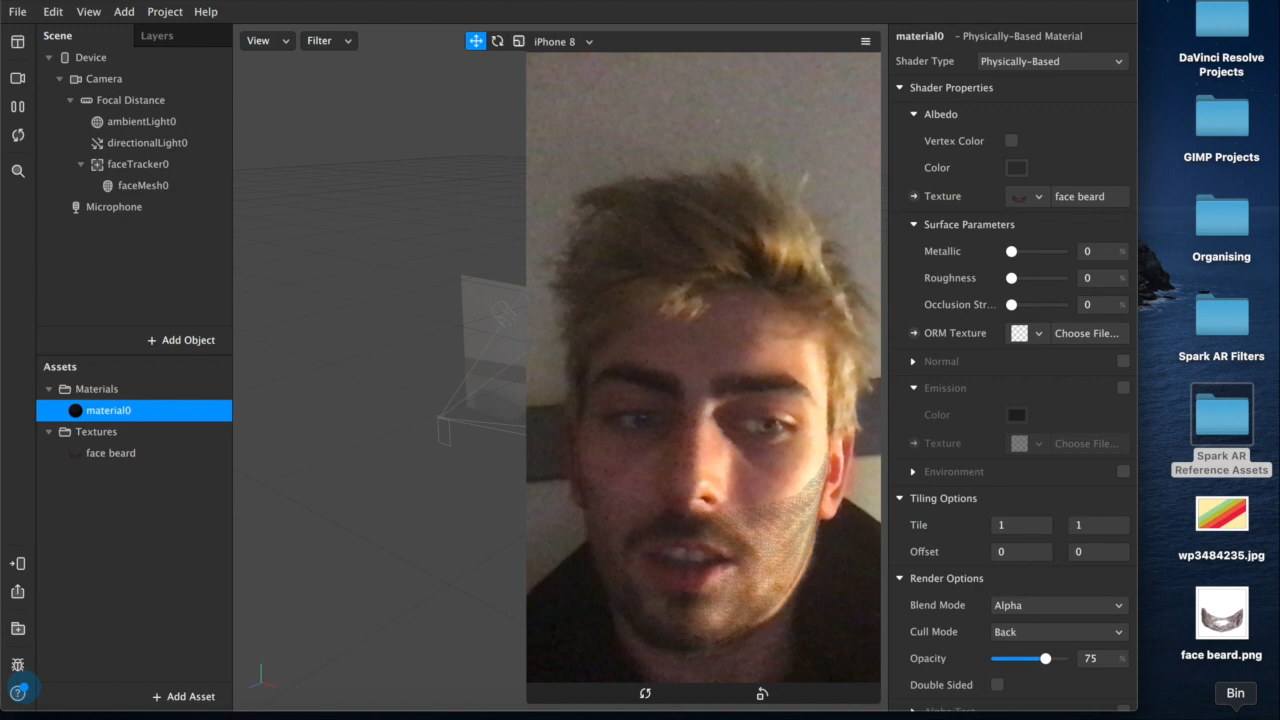 File Edit View Add Project Help
Scene Layers
Device
Camera
Focal Distance
ambientLight0
directionalLight0
faceTracker0
faceMesh0
Microphone
+ Add Object
Assets
Materials
material0
Textures
face beard
+ Add Asset
View Filter
iPhone 8
material0 – Physically-Based Material
Shader Type Physically-Based
Shader Properties
Albedo
Vertex Color
Color
Texture face beard
Surface Parameters
Metallic 0 %
Roughness 0 %
Occlusion Str... 0 %
ORM Texture Choose File...
Normal
Emission
Color
Texture Choose File...
Environment
Tiling Options
Tile 1 1
Offset 0 0
Render Options
Blend Mode Alpha
Cull Mode Back
Opacity 75 %
Double Sided
Alpha Test
DaVinci Resolve
Projects
GIMP Projects
Organising
Spark AR Filters
Spark AR
Reference Assets
wp3484235.jpg
face beard.png
Bin